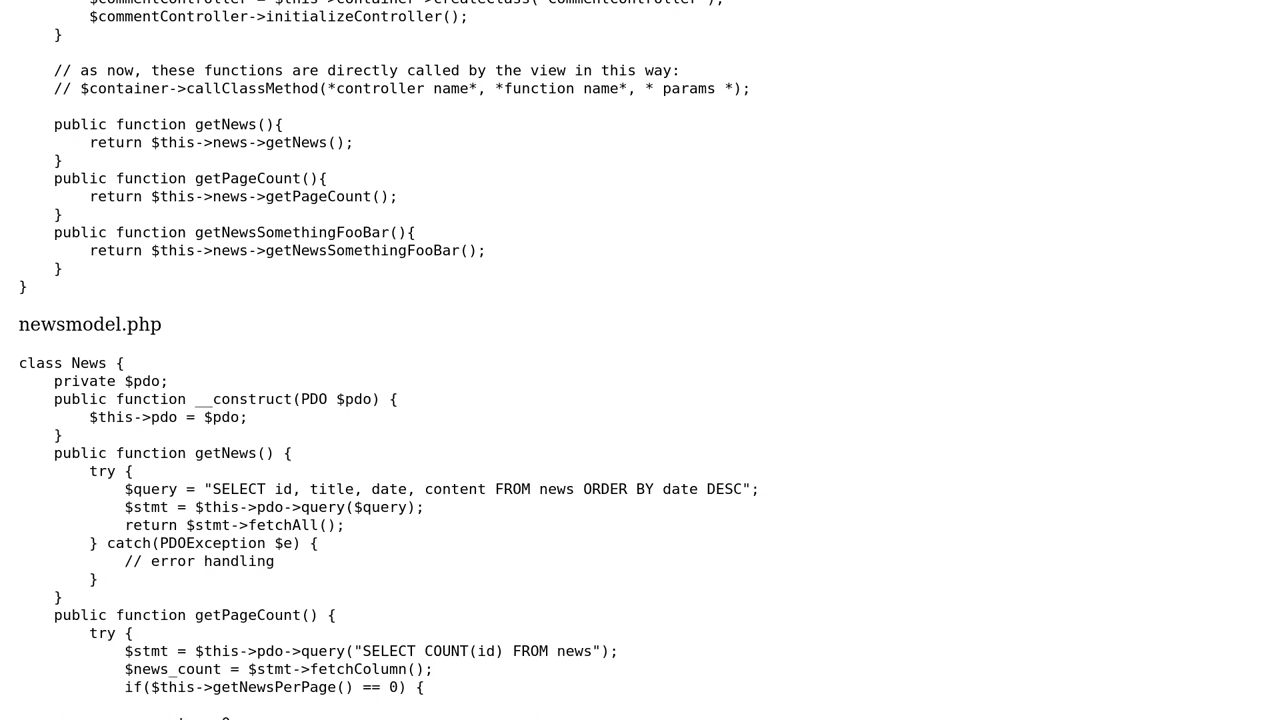 $commentController->initializeController();
    }

    // as now, these functions are directly called by the view in this way:
    // $container->callClassMethod(*controller name*, *function name*, * params *);

    public function getNews(){
        return $this->news->getNews();
    }
    public function getPageCount(){
        return $this->news->getPageCount();
    }
    public function getNewsSomethingFooBar(){
        return $this->news->getNewsSomethingFooBar();
    }
}
newsmodel.php
class News {
    private $pdo;
    public function __construct(PDO $pdo) {
        $this->pdo = $pdo;
    }
    public function getNews() {
        try {
            $query = "SELECT id, title, date, content FROM news ORDER BY date DESC";
            $stmt = $this->pdo->query($query);
            return $stmt->fetchAll();
        } catch(PDOException $e) {
            // error handling
        }
    }
    public function getPageCount() {
        try {
            $stmt = $this->pdo->query("SELECT COUNT(id) FROM news");
            $news_count = $stmt->fetchColumn();
            if($this->getNewsPerPage() == 0) {